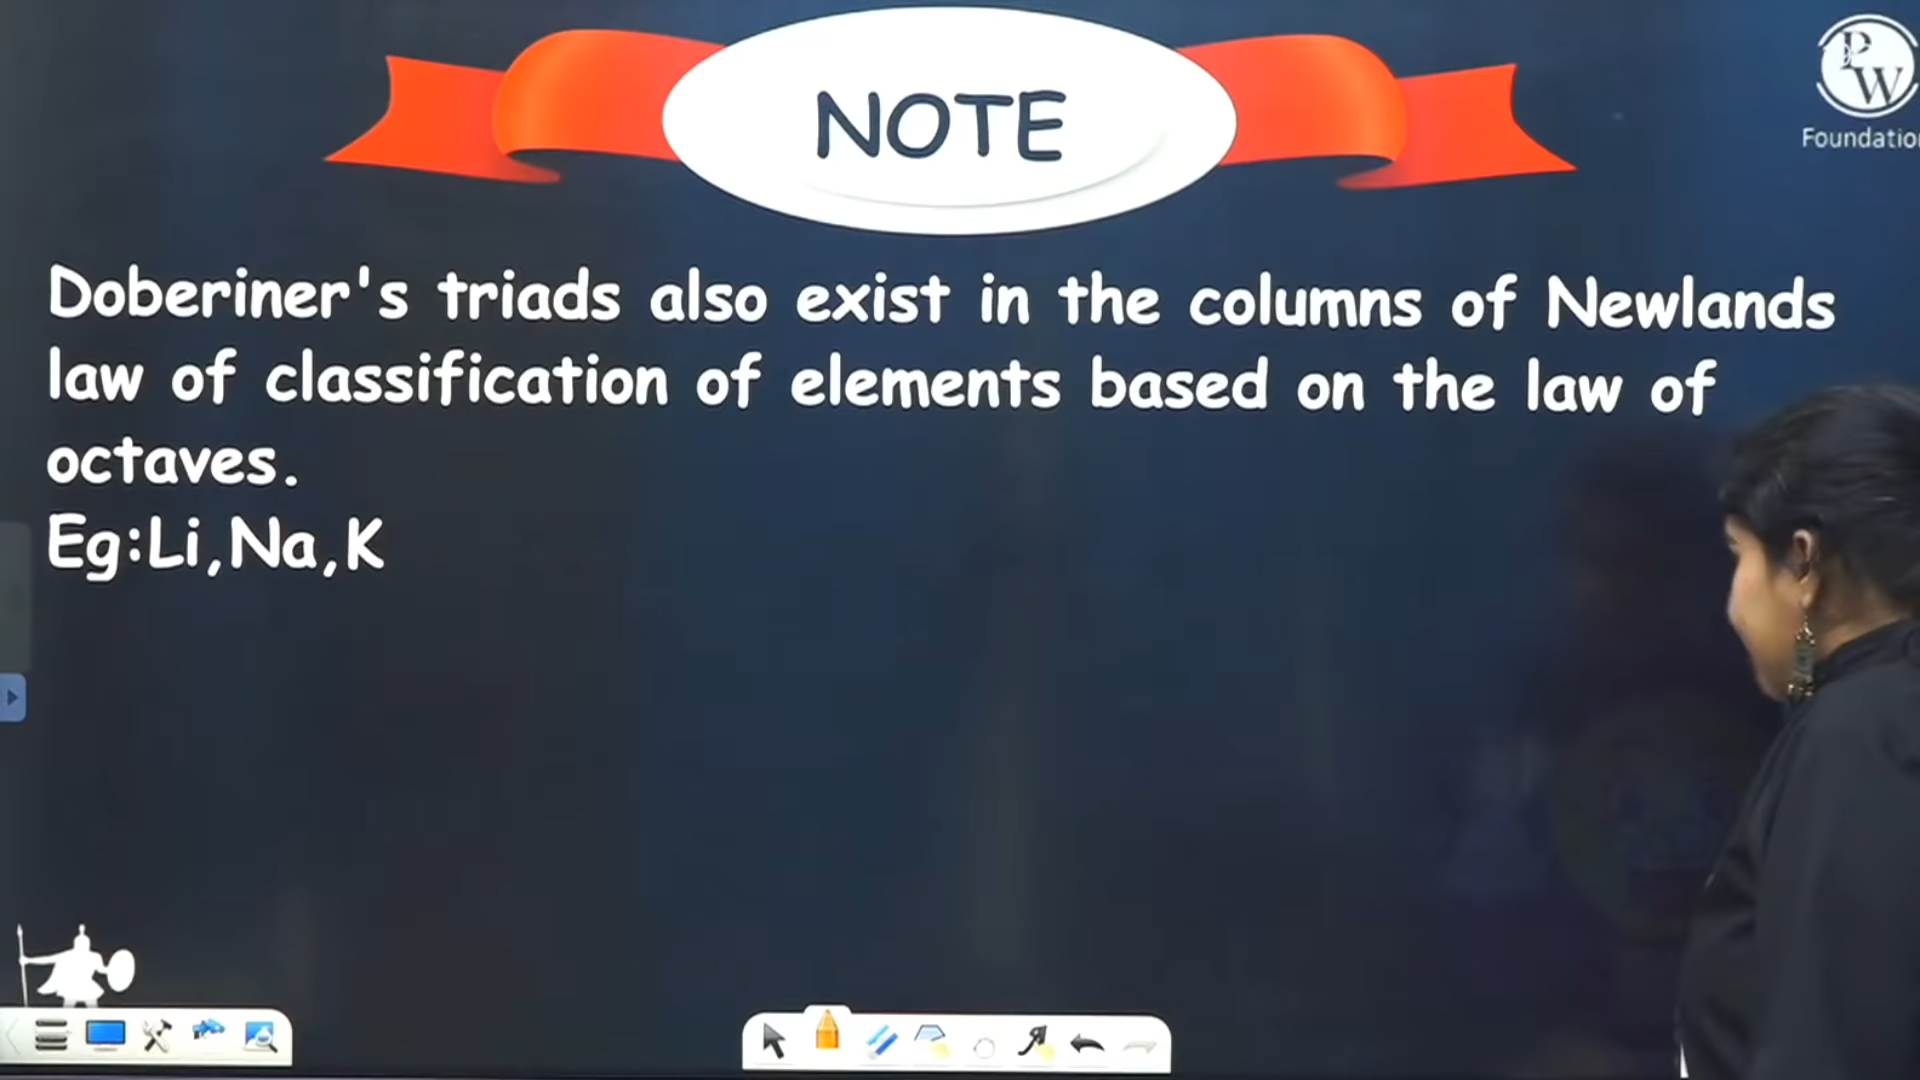 NOTE
PW
Foundation
Doberiner's triads also exist in the columns of Newlands
law of classification of elements based on the law of
octaves.
Eg:Li,Na,K